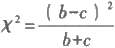 χ² = (b−c)² / b+c